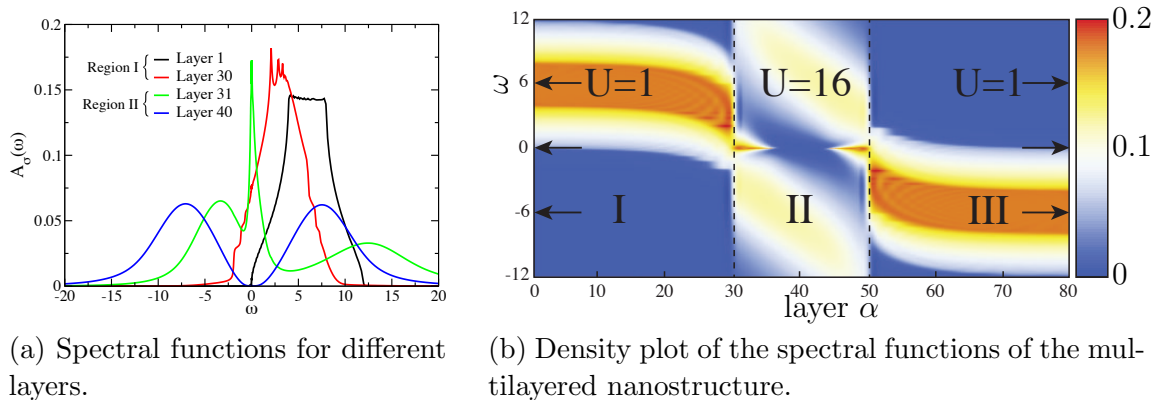 0.2
0.15
0.1
0.05
0
A_σ(ω)
Region I { Layer 1
Layer 30
Region II { Layer 31
Layer 40
-20 -15 -10 -5 0 5 10 15 20
ω
12
6
0
-6
-12
ω
U=1 U=16 U=1
I II III
0 10 20 30 40 50 60 70 80
layer α
0.2
0.1
0
(a) Spectral functions for different
layers.
(b) Density plot of the spectral functions of the mul-
tilayered nanostructure.